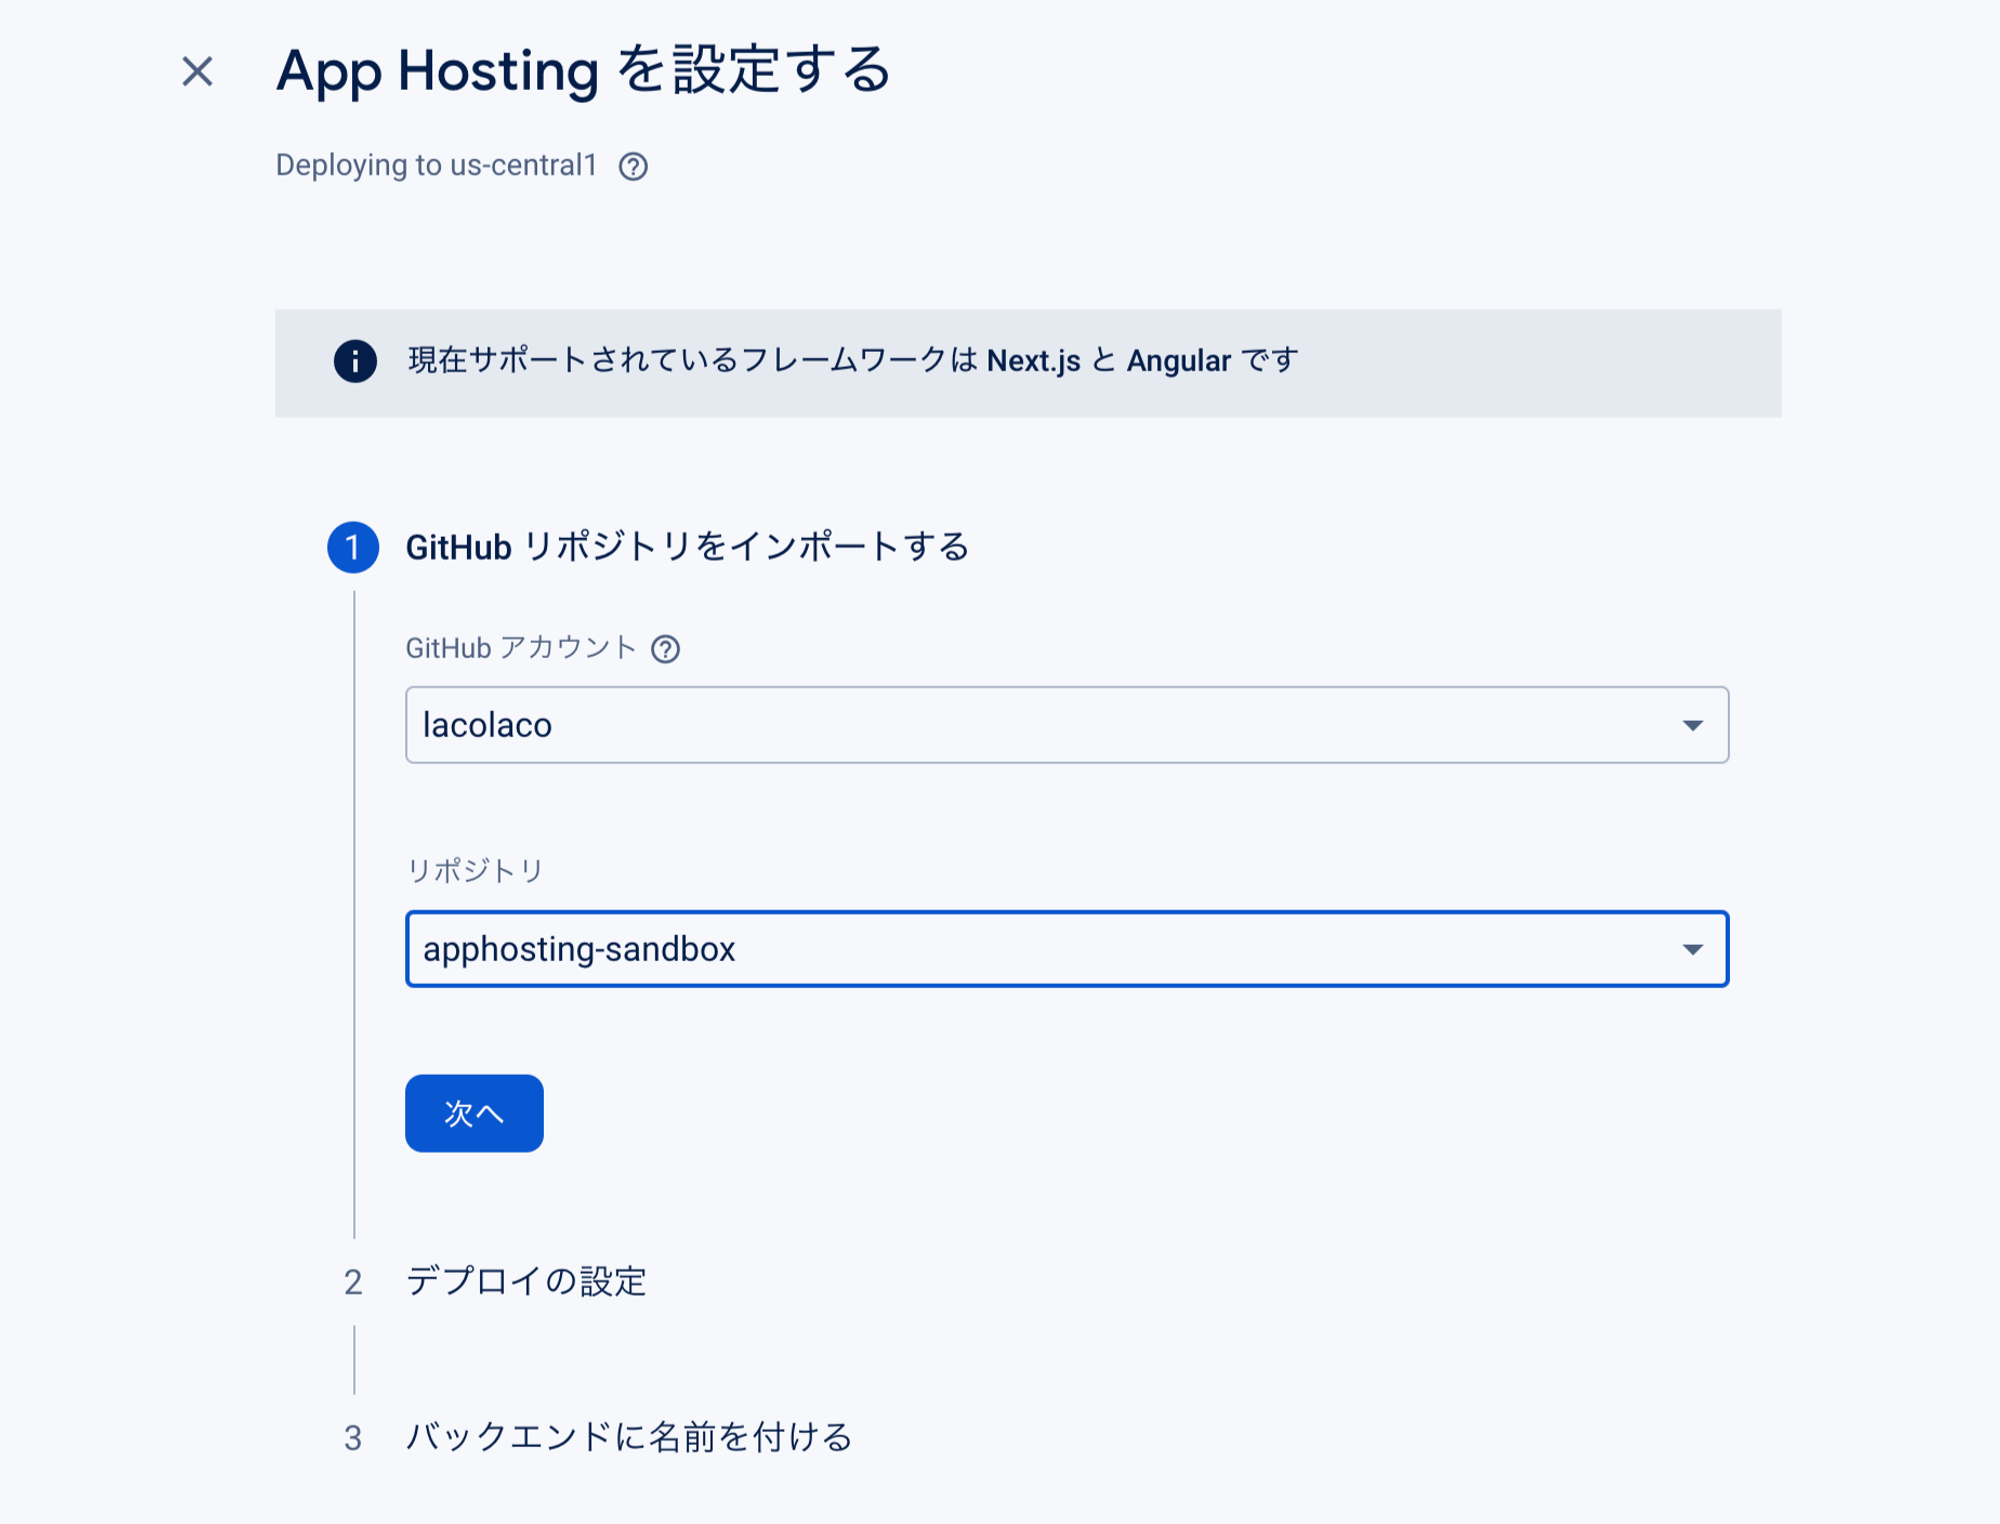 App Hosting を設定する
Deploying to us-central1
現在サポートされているフレームワークは Next.js と Angular です
1 GitHub リポジトリをインポートする
GitHub アカウント
lacolaco
リポジトリ
apphosting-sandbox
次へ
2 デプロイの設定
3 バックエンドに名前を付ける